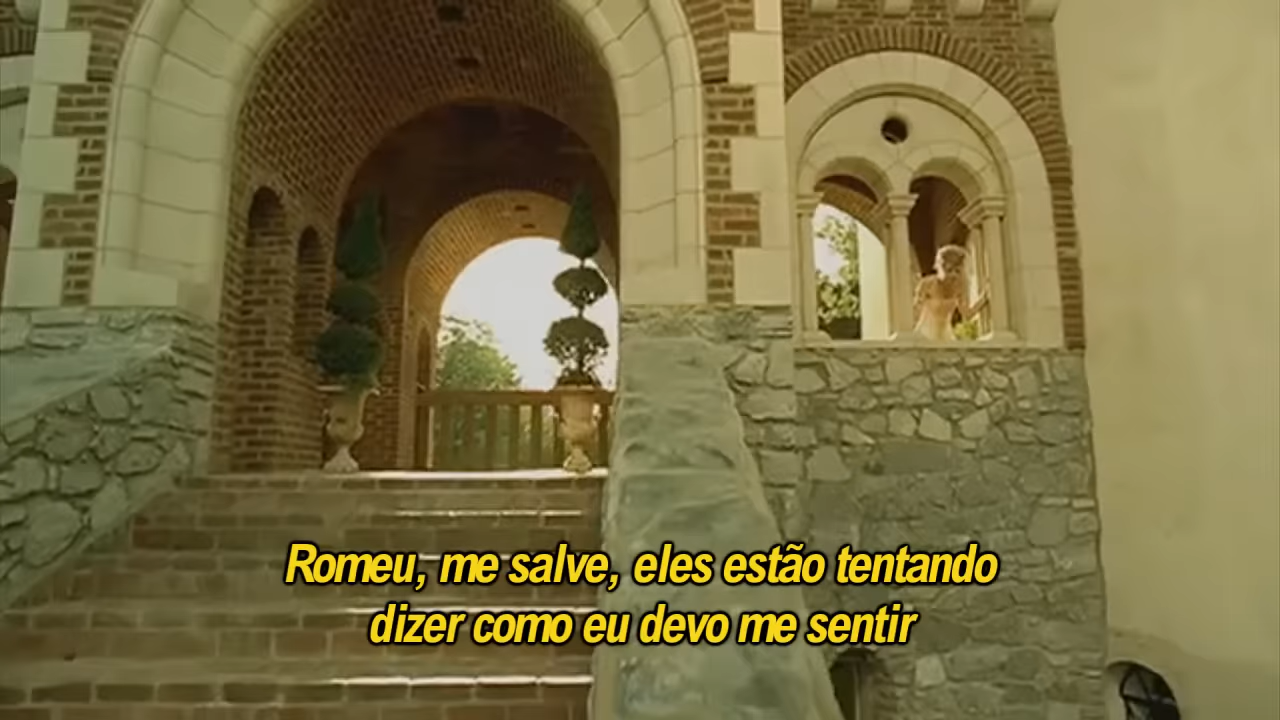 Romeu, me salve, eles estão tentando
dizer como eu devo me sentir